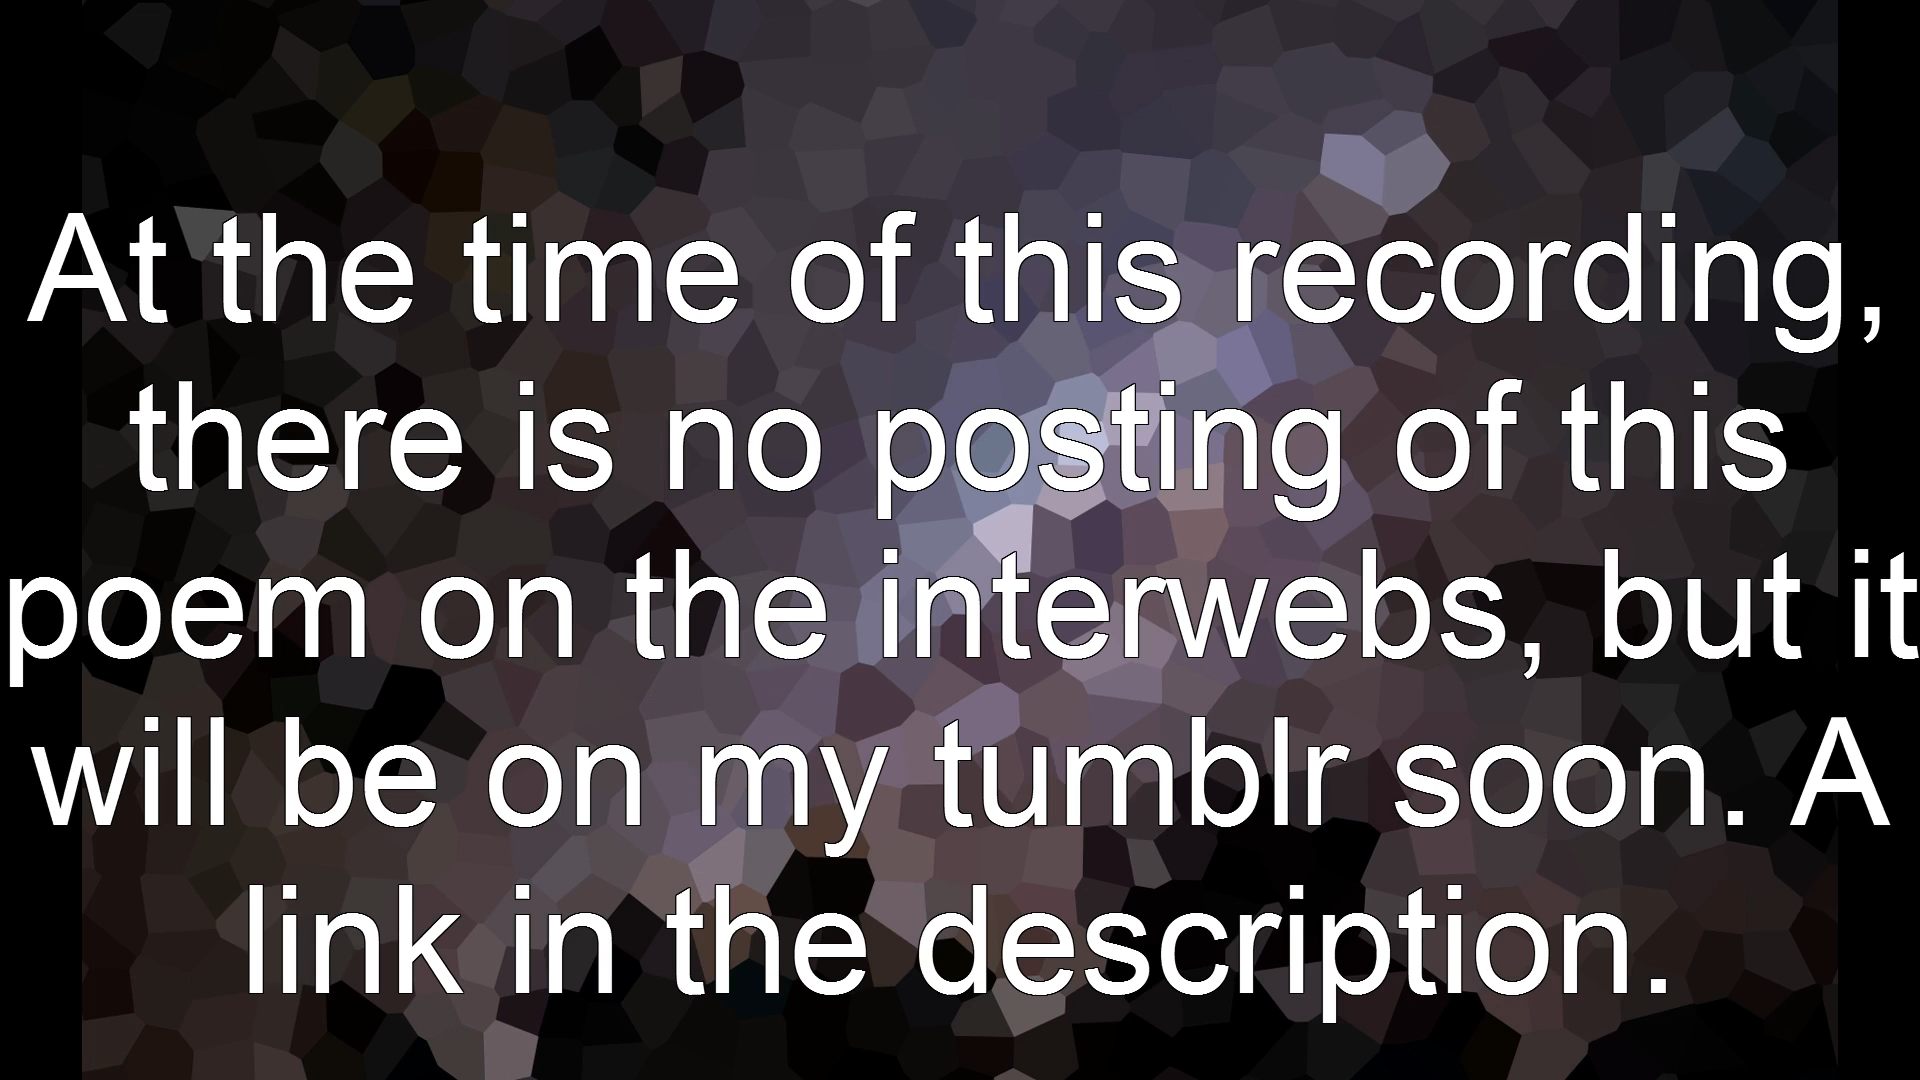 At the time of this recording,
there is no posting of this
poem on the interwebs, but it
will be on my tumblr soon. A
link in the description.